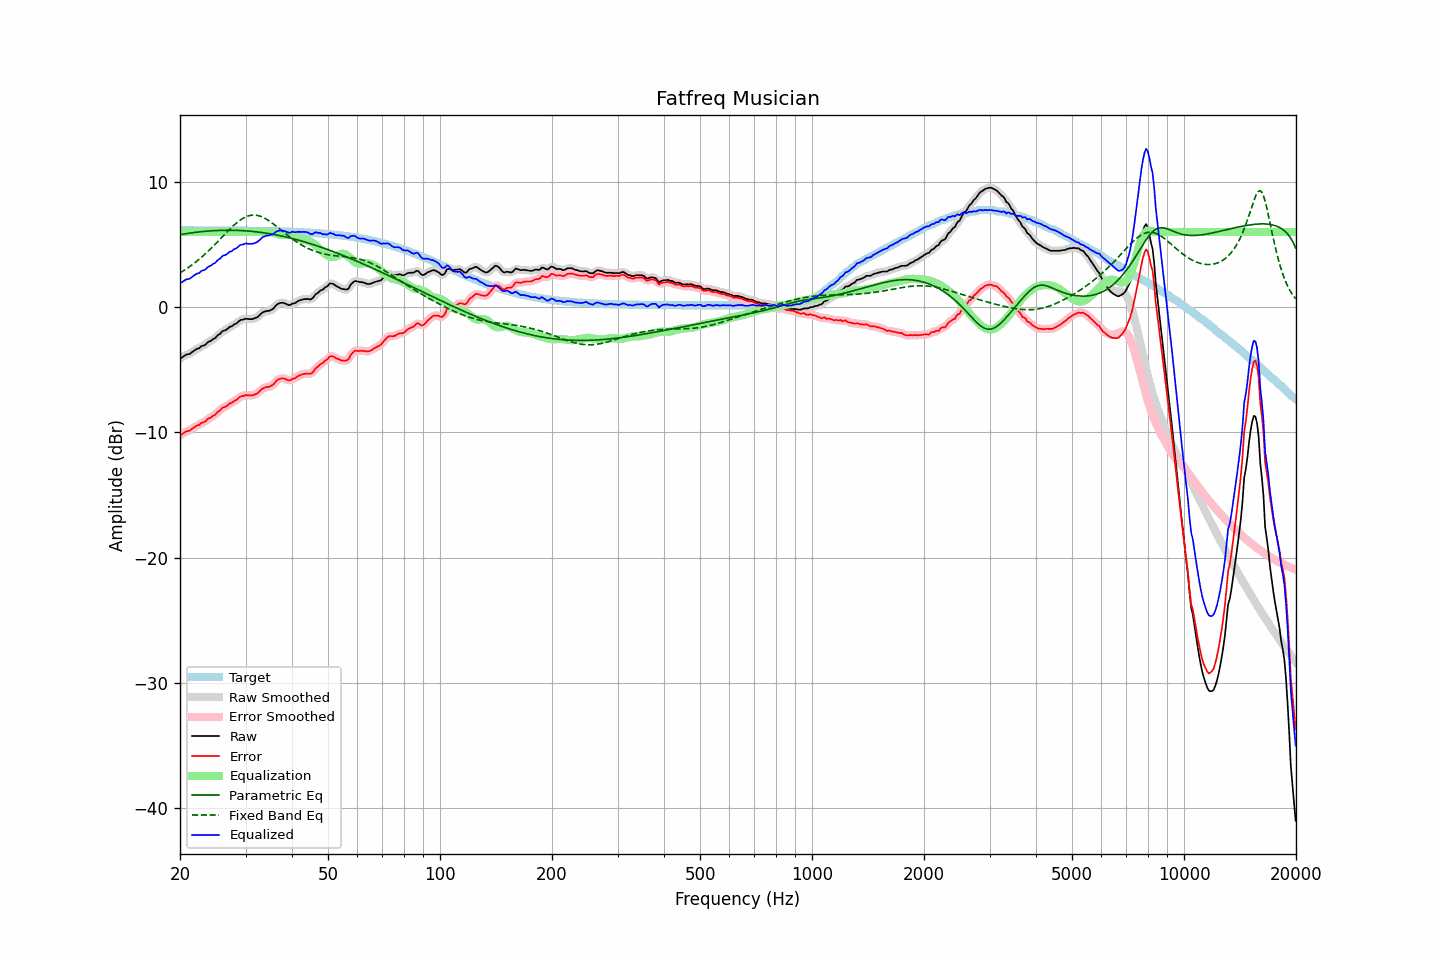 Fatfreq Musician
Amplitude (dBr)
10
0
−10
−20
−30
−40
Target
Raw Smoothed
Error Smoothed
Raw
Error
Equalization
Parametric Eq
Fixed Band Eq
Equalized
20 50 100 200 500 1000 2000 5000 10000 20000
Frequency (Hz)